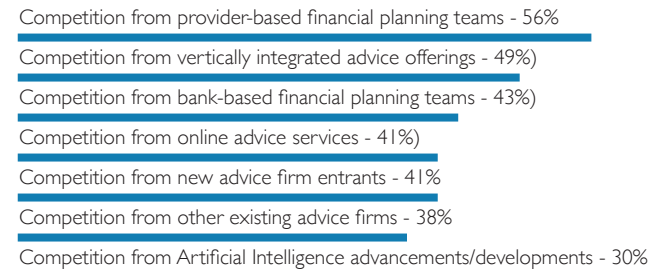 Competition from provider-based financial planning teams - 56%
Competition from vertically integrated advice offerings - 49%)
Competition from bank-based financial planning teams - 43%)
Competition from online advice services - 41%)
Competition from new advice firm entrants - 41%
Competition from other existing advice firms - 38%
Competition from Artificial Intelligence advancements/developments - 30%